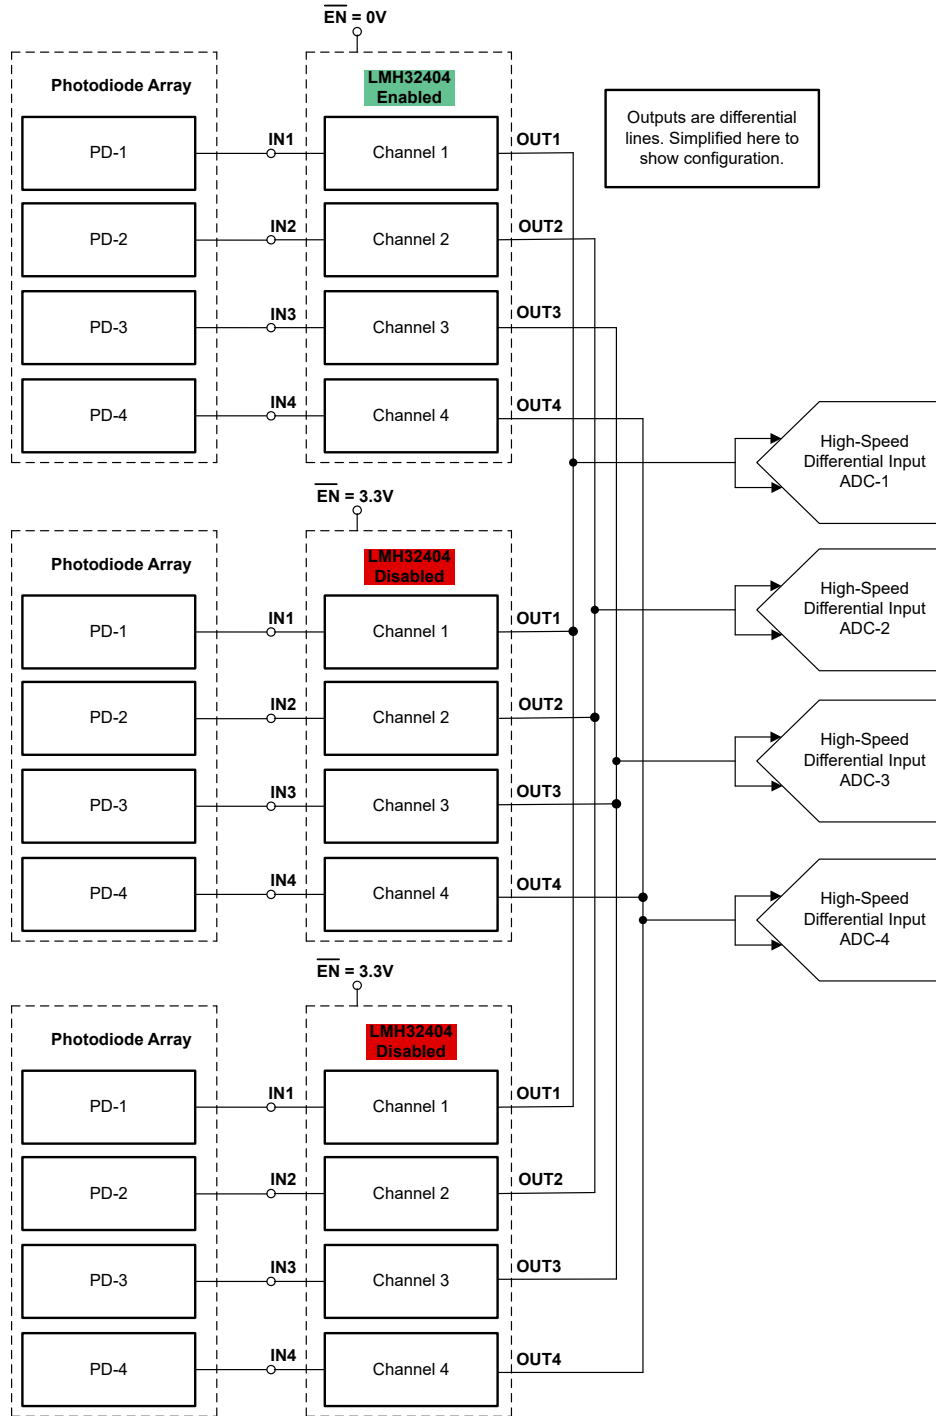 EN = 0V
Photodiode Array
LMH32404
Enabled
PD-1
IN1
Channel 1
OUT1
PD-2
IN2
Channel 2
OUT2
PD-3
IN3
Channel 3
OUT3
PD-4
IN4
Channel 4
OUT4
Outputs are differential
lines. Simplified here to
show configuration.
EN = 3.3V
Photodiode Array
LMH32404
Disabled
PD-1
IN1
Channel 1
OUT1
PD-2
IN2
Channel 2
OUT2
PD-3
IN3
Channel 3
OUT3
PD-4
IN4
Channel 4
OUT4
EN = 3.3V
Photodiode Array
LMH32404
Disabled
PD-1
IN1
Channel 1
OUT1
PD-2
IN2
Channel 2
OUT2
PD-3
IN3
Channel 3
OUT3
PD-4
IN4
Channel 4
OUT4
High-Speed
Differential Input
ADC-1
High-Speed
Differential Input
ADC-2
High-Speed
Differential Input
ADC-3
High-Speed
Differential Input
ADC-4